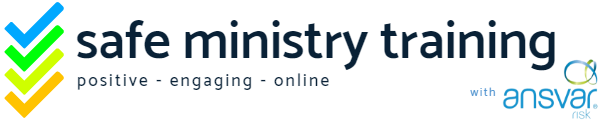 safe ministry training
positive - engaging - online
with ansvar®
risk